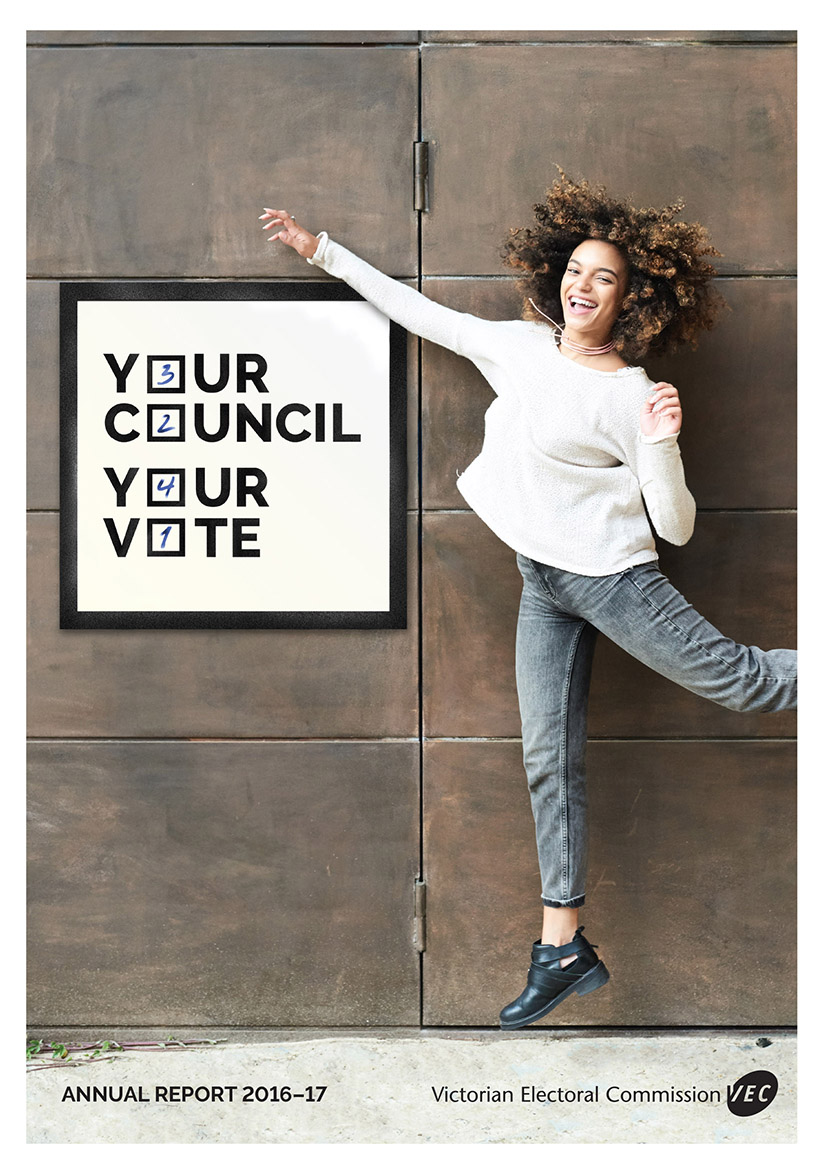 Y3UR
C2UNCIL
Y4UR
V1TE
ANNUAL REPORT 2016–17
Victorian Electoral Commission VEC